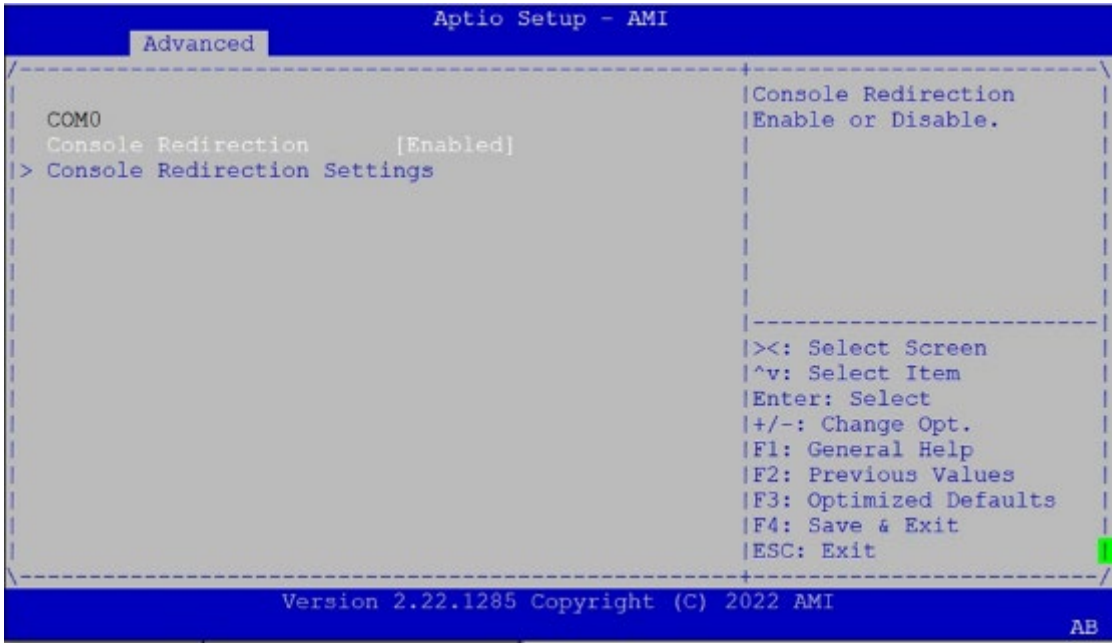 Aptio Setup - AMI
Advanced
COM0
Console Redirection [Enabled]
> Console Redirection Settings
Console Redirection
Enable or Disable.
><: Select Screen
^v: Select Item
Enter: Select
+/-: Change Opt.
F1: General Help
F2: Previous Values
F3: Optimized Defaults
F4: Save & Exit
ESC: Exit
Version 2.22.1285 Copyright (C) 2022 AMI
AB